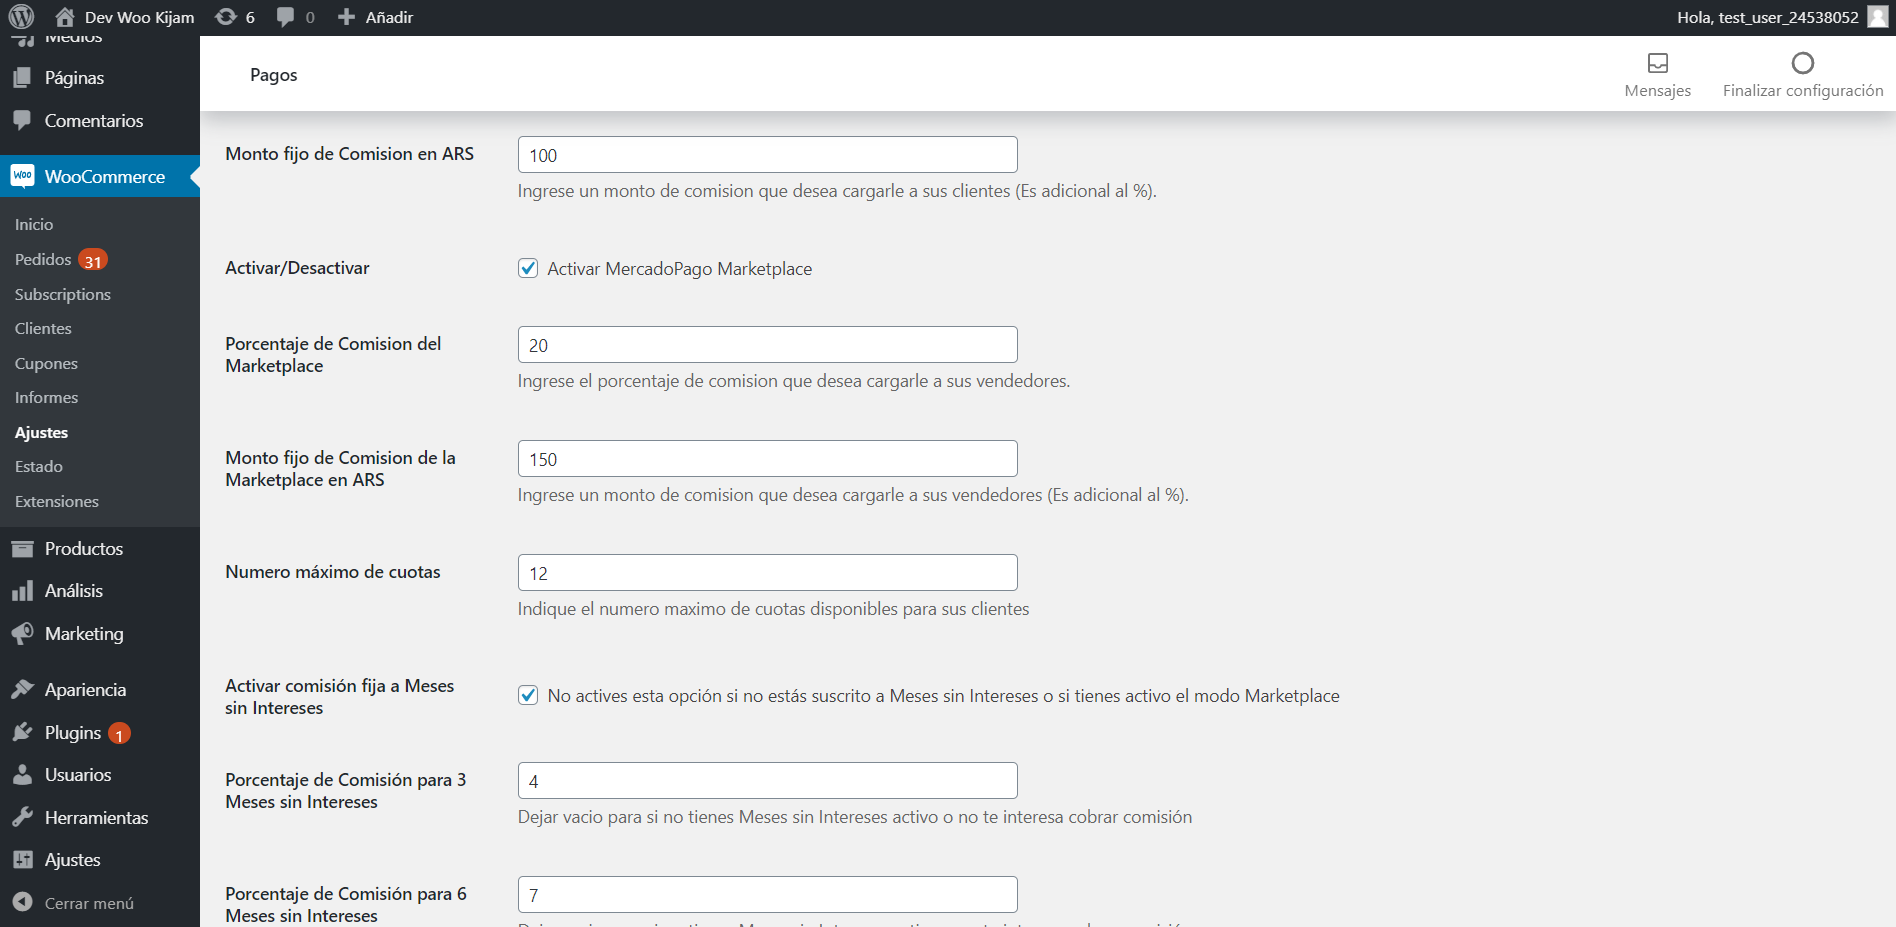 Dev Woo Kijam
6
0
Añadir
Hola, test_user_24538052
Medios
Páginas
Comentarios
Woo WooCommerce
Inicio
Pedidos 31
Subscriptions
Clientes
Cupones
Informes
Ajustes
Estado
Extensiones
Productos
Análisis
Marketing
Apariencia
Plugins 1
Usuarios
Herramientas
Ajustes
Cerrar menú
Pagos
Mensajes
Finalizar configuración
Monto fijo de Comision en ARS
100
Ingrese un monto de comision que desea cargarle a sus clientes (Es adicional al %).
Activar/Desactivar
Activar MercadoPago Marketplace
Porcentaje de Comision del
Marketplace
20
Ingrese el porcentaje de comision que desea cargarle a sus vendedores.
Monto fijo de Comision de la
Marketplace en ARS
150
Ingrese un monto de comision que desea cargarle a sus vendedores (Es adicional al %).
Numero máximo de cuotas
12
Indique el numero maximo de cuotas disponibles para sus clientes
Activar comisión fija a Meses
sin Intereses
No actives esta opción si no estás suscrito a Meses sin Intereses o si tienes activo el modo Marketplace
Porcentaje de Comisión para 3
Meses sin Intereses
4
Dejar vacio para si no tienes Meses sin Intereses activo o no te interesa cobrar comisión
Porcentaje de Comisión para 6
Meses sin Intereses
7